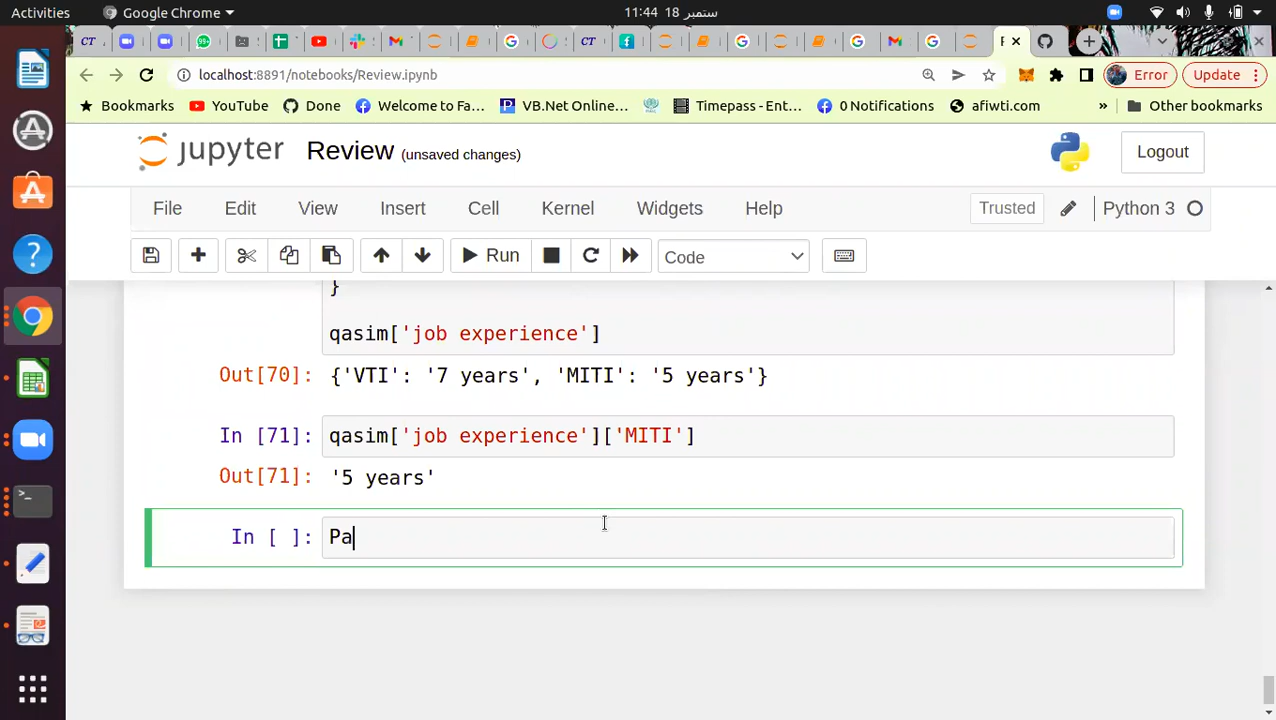 Activities Google Chrome 11:44 18 ستمبر
CT CT
localhost:8891/notebooks/Review.ipynb Error Update
Bookmarks YouTube Done Welcome to Fa... VB.Net Online... Timepass - Ent... 0 Notifications afiwti.com » Other bookmarks
jupyter Review (unsaved changes) Logout
File Edit View Insert Cell Kernel Widgets Help Trusted Python 3
Run Code
}
qasim['job experience']
Out[70]: {'VTI': '7 years', 'MITI': '5 years'}
In [71]: qasim['job experience']['MITI']
Out[71]: '5 years'
In [ ]: Pa